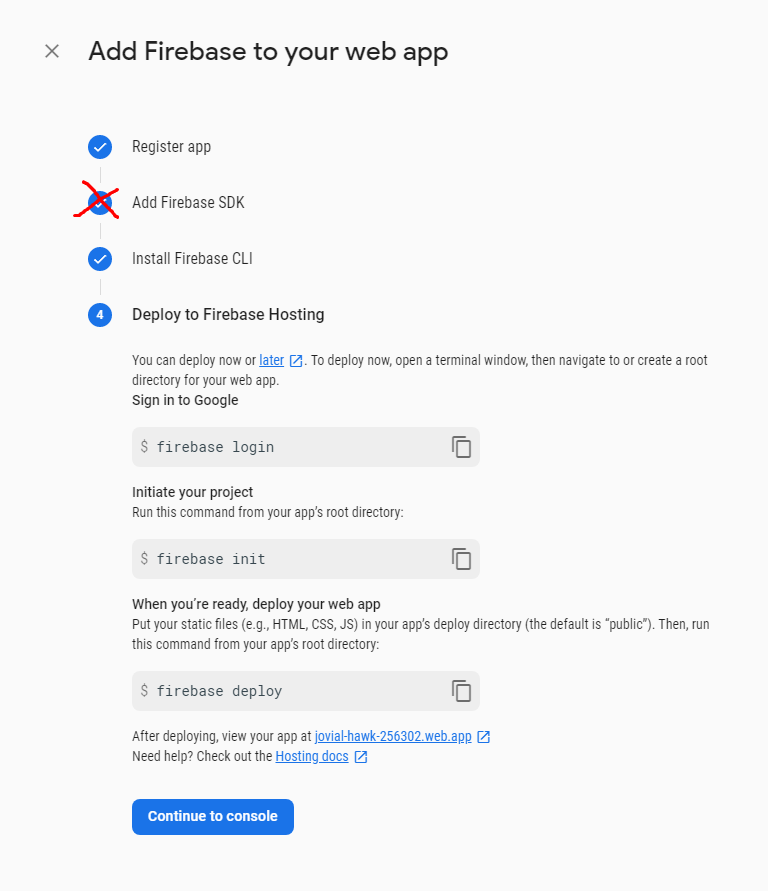 Add Firebase to your web app
Register app
Add Firebase SDK
Install Firebase CLI
4 Deploy to Firebase Hosting
You can deploy now or later . To deploy now, open a terminal window, then navigate to or create a root
directory for your web app.
Sign in to Google
$ firebase login
Initiate your project
Run this command from your app’s root directory:
$ firebase init
When you’re ready, deploy your web app
Put your static files (e.g., HTML, CSS, JS) in your app’s deploy directory (the default is “public”). Then, run
this command from your app’s root directory:
$ firebase deploy
After deploying, view your app at jovial-hawk-256302.web.app
Need help? Check out the Hosting docs
Continue to console